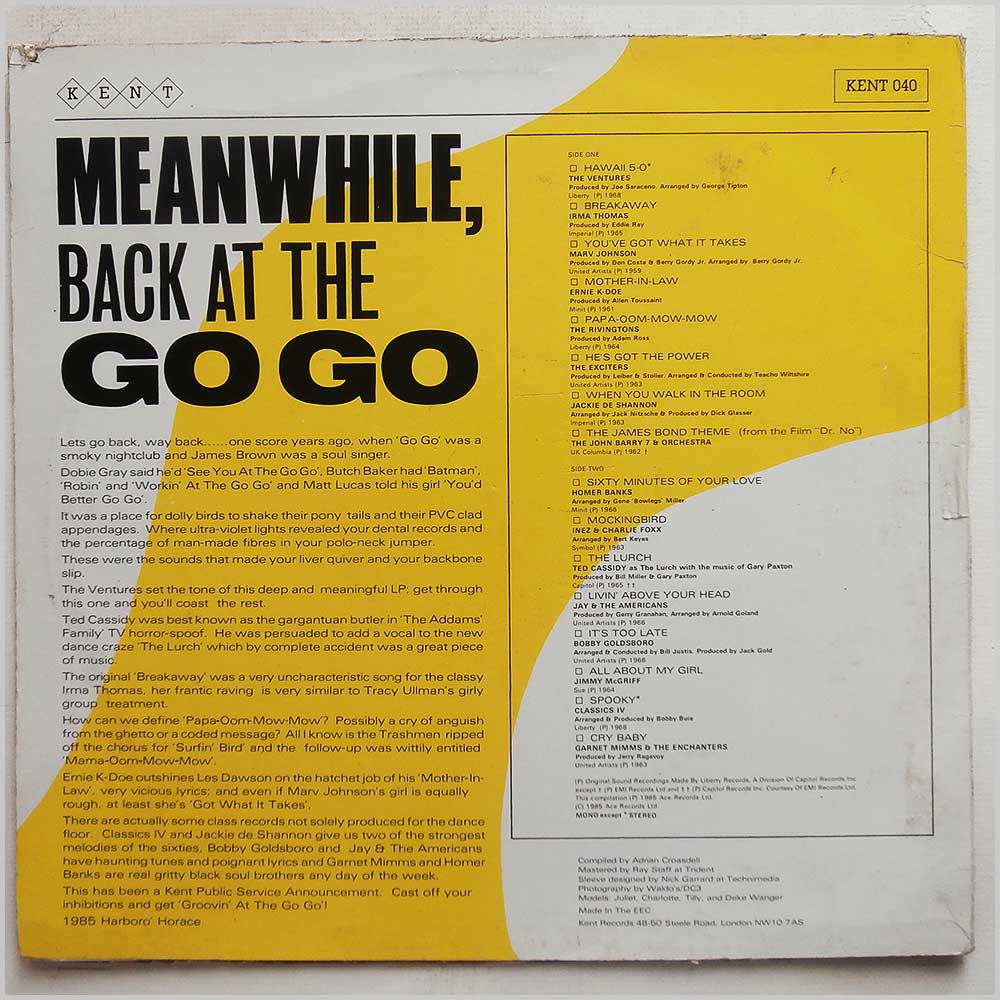 KENT
KENT 040
MEANWHILE,
BACK AT THE
GO GO
Lets go back, way back......one score years ago, when 'Go Go' was a
smoky nightclub and James Brown was a soul singer.
Dobie Gray said he'd 'See You At The Go Go', Butch Baker had 'Batman',
'Robin' and 'Workin' At The Go Go' and Matt Lucas told his girl 'You'd
Better Go Go'.
It was a place for dolly birds to shake their pony tails and their PVC clad
appendages. Where ultra-violet lights revealed your dental records and
the percentage of man-made fibres in your polo-neck jumper.
These were the sounds that made your liver quiver and your backbone
slip.
The Ventures set the tone of this deep and meaningful LP; get through
this one and you'll coast the rest.
Ted Cassidy was best known as the gargantuan butler in 'The Addams'
Family' TV horror-spoof. He was persuaded to add a vocal to the new
dance craze 'The Lurch' which by complete accident was a great piece
of music.
The original 'Breakaway' was a very uncharacteristic song for the classy
Irma Thomas, her frantic raving is very similar to Tracy Ullman's girly
group treatment.
How can we define 'Papa-Oom-Mow-Mow'? Possibly a cry of anguish
from the ghetto or a coded message? All I know is the Trashmen ripped
off the chorus for 'Surfin' Bird' and the follow-up was wittily entitled
'Mama-Oom-Mow-Mow'.
Ernie K-Doe outshines Les Dawson on the hatchet job of his 'Mother-In-
Law', very vicious lyrics; and even if Marv Johnson's girl is equally
rough, at least she's 'Got What It Takes'.
There are actually some class records not solely produced for the dance
floor. Classics IV and Jackie de Shannon give us two of the strongest
melodies of the sixties, Bobby Goldsboro and Jay & The Americans
have haunting tunes and poignant lyrics and Garnet Mimms and Homer
Banks are real gritty black soul brothers any day of the week.
This has been a Kent Public Service Announcement. Cast off your
inhibitions and get 'Groovin' At The Go Go'!
1985 Harboro' Horace
SIDE ONE
HAWAII 5-0*
THE VENTURES
Produced by Joe Saraceno. Arranged by George Tipton
Liberty (P) 1968
BREAKAWAY
IRMA THOMAS
Produced by Eddie Ray
Imperial (P) 1965
YOU'VE GOT WHAT IT TAKES
MARV JOHNSON
Produced by Don Costa & Berry Gordy Jr. Arranged by Berry Gordy Jr.
United Artists (P) 1959
MOTHER-IN-LAW
ERNIE K-DOE
Produced by Allen Toussaint
Minit (P) 1961
PAPA-OOM-MOW-MOW
THE RIVINGTONS
Produced by Adam Ross
Liberty (P) 1964
HE'S GOT THE POWER
THE EXCITERS
Produced by Leiber & Stoller. Arranged & Conducted by Teacho Wiltshire
United Artists (P) 1963
WHEN YOU WALK IN THE ROOM
JACKIE DE SHANNON
Arranged by Jack Nitzsche & Produced by Dick Glasser
Imperial (P) 1963
THE JAMES BOND THEME (from the Film "Dr. No")
THE JOHN BARRY 7 & ORCHESTRA
UK Columbia (P) 1962 †
SIDE TWO
SIXTY MINUTES OF YOUR LOVE
HOMER BANKS
Arranged by Gene 'Bowlegs' Miller
Minit (P) 1966
MOCKINGBIRD
INEZ & CHARLIE FOXX
Arranged by Bert Keyes
Symbol (P) 1963
THE LURCH
TED CASSIDY as The Lurch with the music of Gary Paxton
Produced by Bill Miller & Gary Paxton
Capitol (P) 1965 ††
LIVIN' ABOVE YOUR HEAD
JAY & THE AMERICANS
Produced by Gerry Granahan, Arranged by Arnold Goland
United Artists (P) 1966
IT'S TOO LATE
BOBBY GOLDSBORO
Arranged & Conducted by Bill Justis, Produced by Jack Gold
United Artists (P) 1966
ALL ABOUT MY GIRL
JIMMY McGRIFF
Sue (P) 1964
SPOOKY*
CLASSICS IV
Arranged & Produced by Bobby Buie
Liberty (P) 1968
CRY BABY
GARNET MIMMS & THE ENCHANTERS
Produced by Jerry Ragavoy
United Artists (P) 1963
(P) Original Sound Recordings Made By Liberty Records, A Division Of Capitol Records Inc
except † (P) EMI Records Ltd and †† (P) Capitol Records Inc. Courtesy Of EMI Records Ltd.
This compilation (P) 1985 Ace Records Ltd.
(C) 1985 Ace Records Ltd
MONO except *STEREO
Compiled by Adrian Croasdell
Mastered by Ray Staff at Trident
Sleeve designed by Nick Garrard at Technimedia
Photography by Waldo's/DC3
Models: Juliet, Charlotte, Tilly, and Deke Wanger
Made In The EEC
Kent Records 48-50 Steele Road, London NW10 7AS